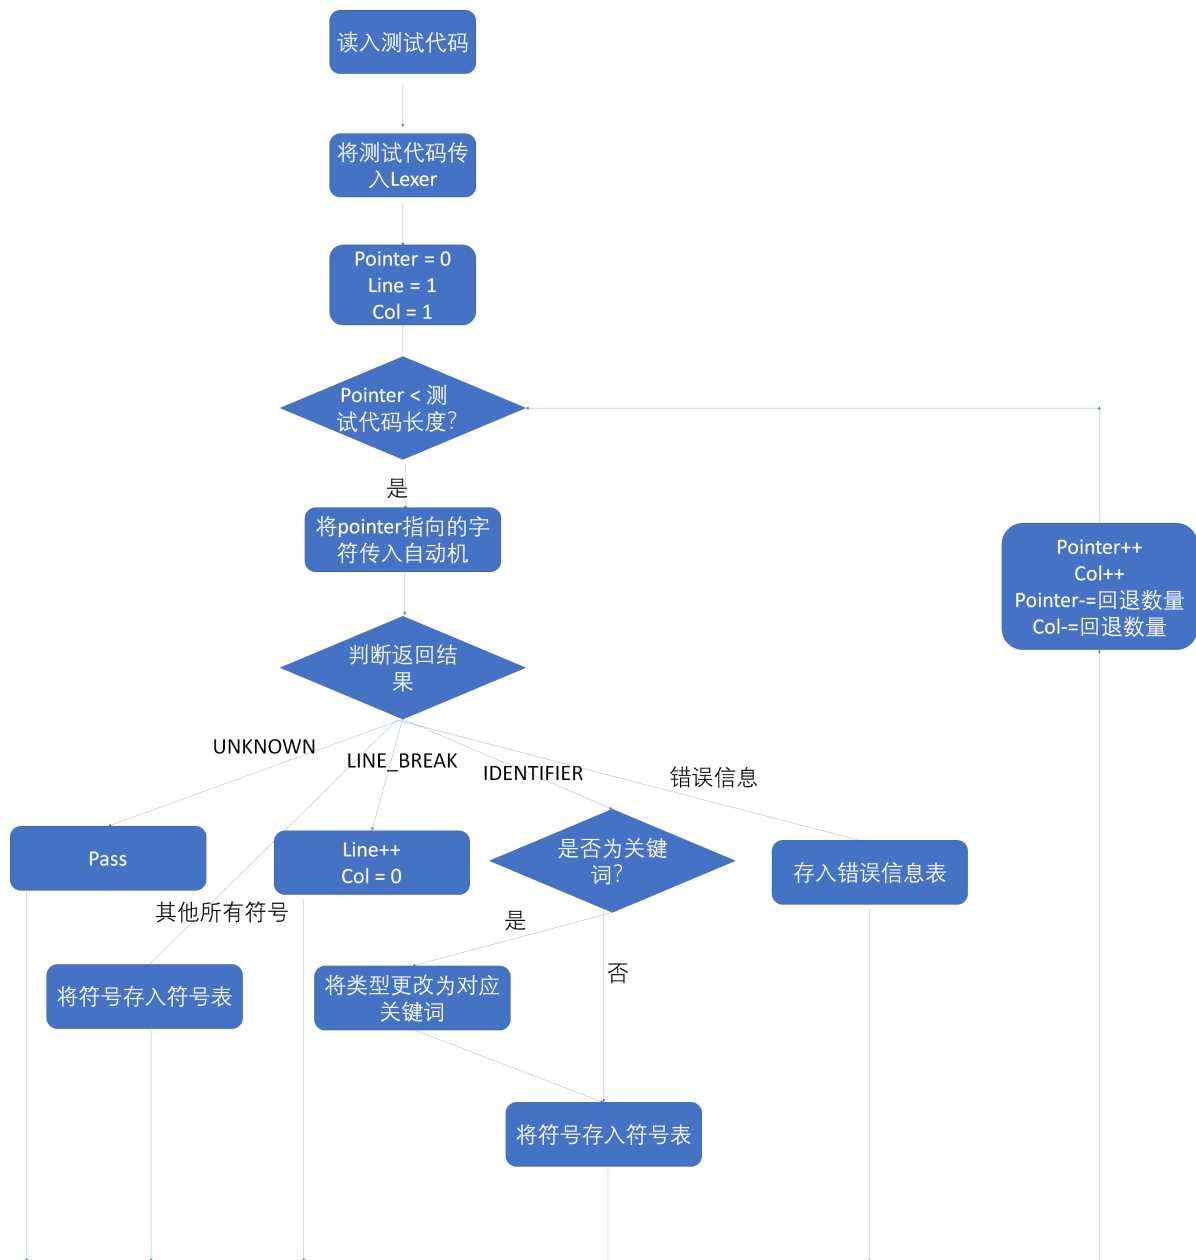 读入测试代码
将测试代码传
入Lexer
Pointer = 0
Line = 1
Col = 1
Pointer < 测
试代码长度？
是
将pointer指向的字
符传入自动机
Pointer++
Col++
Pointer-=回退数量
Col-=回退数量
判断返回结
果
UNKNOWN
LINE_BREAK
IDENTIFIER
错误信息
Pass
Line++
Col = 0
是否为关键
词？
存入错误信息表
其他所有符号
是
否
将符号存入符号表
将类型更改为对应
关键词
将符号存入符号表